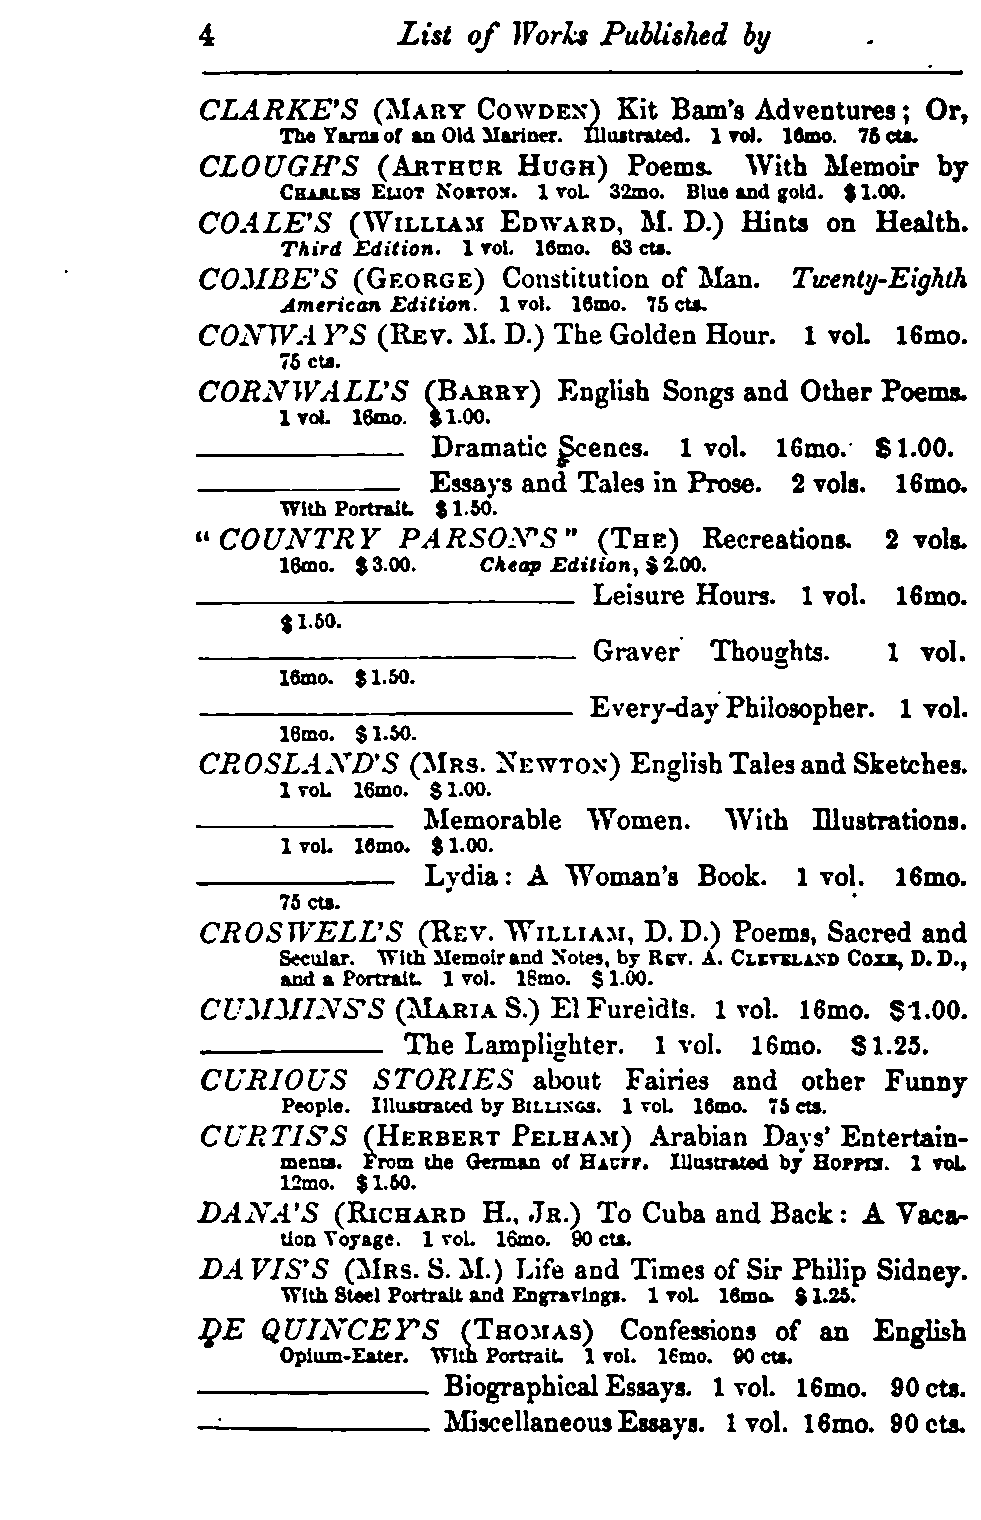 4 List of Works Published by
CLARKE'S (MARY COWDEN) Kit Bam's Adventures; Or,
The Yarns of an Old Mariner. Illustrated. 1 vol. 16mo. 75 cts.
CLOUGH'S (ARTHUR HUGH) Poems. With Memoir by
CHARLES ELIOT NORTON. 1 vol. 32mo. Blue and gold. $1.00.
COALE'S (WILLIAM EDWARD, M. D.) Hints on Health.
Third Edition. 1 vol. 16mo. 63 cts.
COMBE'S (GEORGE) Constitution of Man. Twenty-Eighth
American Edition. 1 vol. 16mo. 75 cts.
CONWAY'S (REV. M. D.) The Golden Hour. 1 vol. 16mo.
75 cts.
CORNWALL'S (BARRY) English Songs and Other Poems.
1 vol. 16mo. $1.00.
Dramatic Scenes. 1 vol. 16mo. $1.00.
Essays and Tales in Prose. 2 vols. 16mo.
With Portrait. $1.50.
"COUNTRY PARSON'S" (THE) Recreations. 2 vols.
16mo. $3.00. Cheap Edition, $2.00.
Leisure Hours. 1 vol. 16mo.
$1.50.
Graver Thoughts. 1 vol.
16mo. $1.50.
Every-day Philosopher. 1 vol.
16mo. $1.50.
CROSLAND'S (MRS. NEWTON) English Tales and Sketches.
1 vol. 16mo. $1.00.
Memorable Women. With Illustrations.
1 vol. 16mo. $1.00.
Lydia: A Woman's Book. 1 vol. 16mo.
75 cts.
CROSWELL'S (REV. WILLIAM, D. D.) Poems, Sacred and
Secular. With Memoir and Notes, by REV. A. CLEVELAND COXE, D. D.,
and a Portrait. 1 vol. 18mo. $1.00.
CUMMINS'S (MARIA S.) El Fureidîs. 1 vol. 16mo. $1.00.
The Lamplighter. 1 vol. 16mo. $1.25.
CURIOUS STORIES about Fairies and other Funny
People. Illustrated by BILLINGS. 1 vol. 16mo. 75 cts.
CURTIS'S (HERBERT PELHAM) Arabian Days' Entertain-
ments. From the German of HAUFF. Illustrated by HOPPIN. 1 vol.
12mo. $1.50.
DANA'S (RICHARD H., JR.) To Cuba and Back: A Vaca-
tion Voyage. 1 vol. 16mo. 90 cts.
DAVIS'S (MRS. S. M.) Life and Times of Sir Philip Sidney.
With Steel Portrait and Engravings. 1 vol. 16mo. $1.25.
DE QUINCEY'S (THOMAS) Confessions of an English
Opium-Eater. With Portrait. 1 vol. 16mo. 90 cts.
Biographical Essays. 1 vol. 16mo. 90 cts.
Miscellaneous Essays. 1 vol. 16mo. 90 cts.